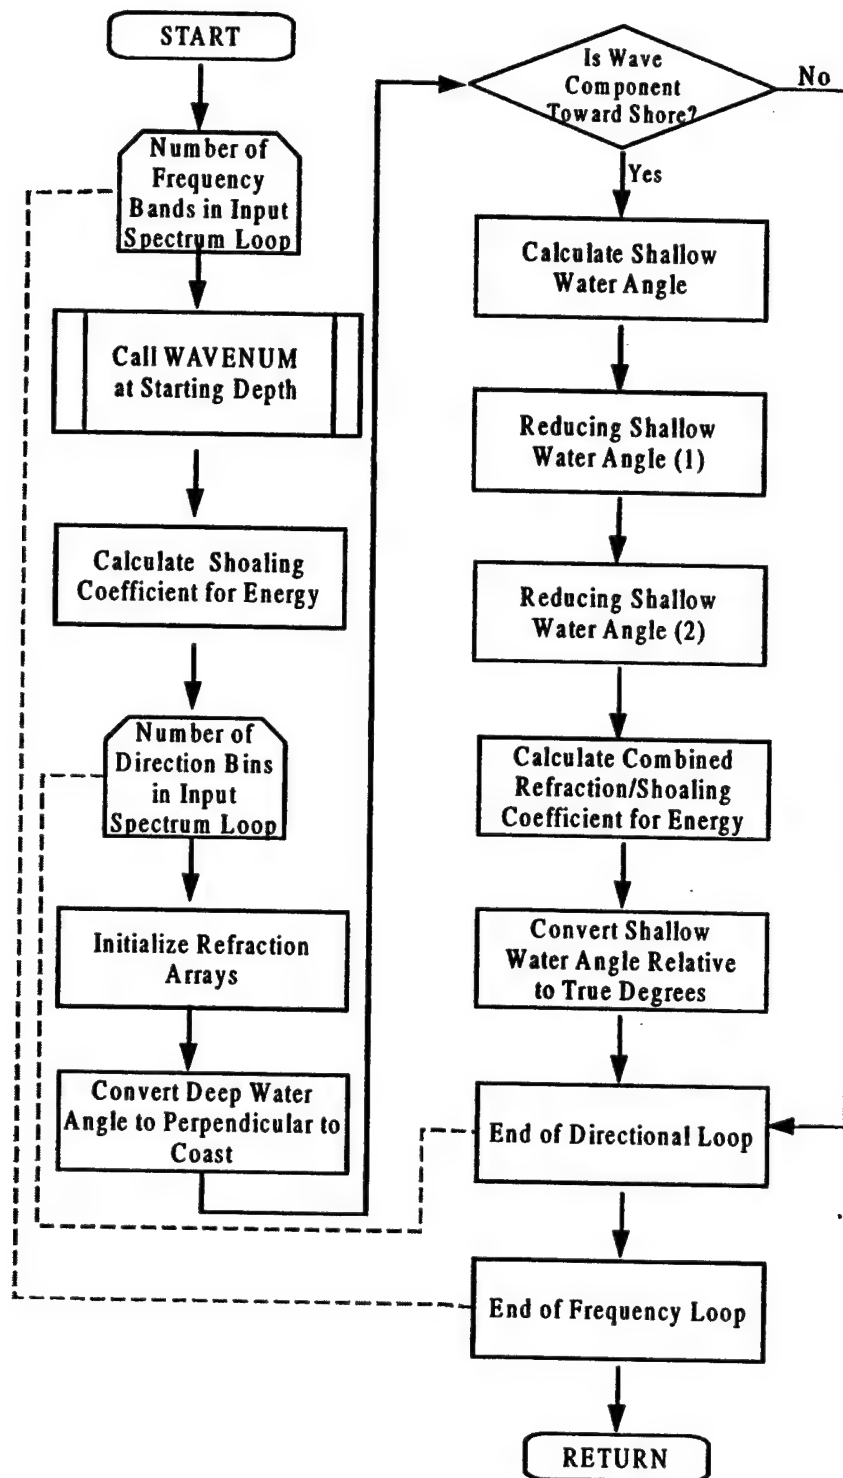 START
Number of
Frequency
Bands in Input
Spectrum Loop
Call WAVENUM
at Starting Depth
Calculate Shoaling
Coefficient for Energy
Number of
Direction Bins
in Input
Spectrum Loop
Initialize Refraction
Arrays
Convert Deep Water
Angle to Perpendicular to
Coast
Is Wave
Component
Toward Shore?
No
Yes
Calculate Shallow
Water Angle
Reducing Shallow
Water Angle (1)
Reducing Shallow
Water Angle (2)
Calculate Combined
Refraction/Shoaling
Coefficient for Energy
Convert Shallow
Water Angle Relative
to True Degrees
End of Directional Loop
End of Frequency Loop
RETURN